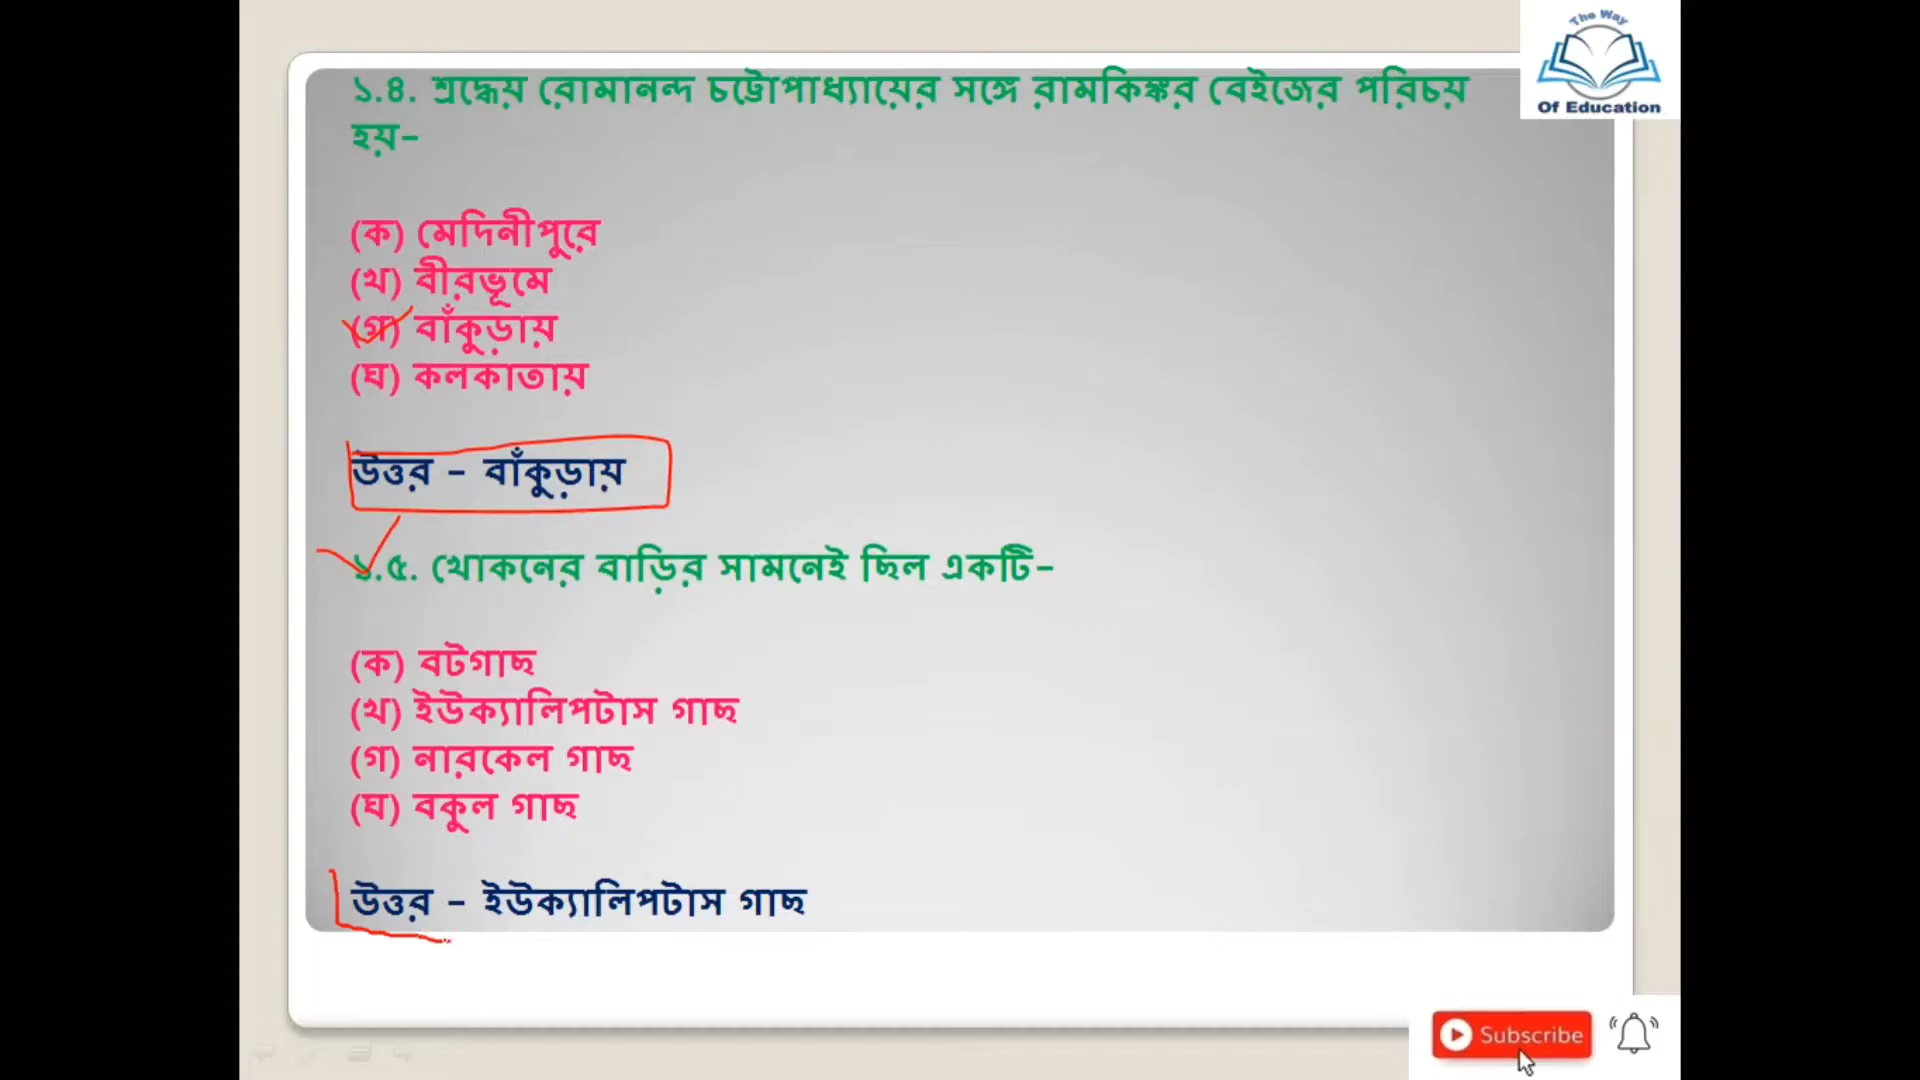 The Way
Of Education
১.৪. শ্রদ্ধেয় রোমানন্দ চট্টোপাধ্যায়ের সঙ্গে রামকিঙ্কর বেইজের পরিচয়
হয়-
(ক) মেদিনীপুরে
(খ) বীরভূমে
(গ) বাঁকুড়ায়
(ঘ) কলকাতায়
উত্তর - বাঁকুড়ায়
১.৫. খোকনের বাড়ির সামনেই ছিল একটি-
(ক) বটগাছ
(খ) ইউক্যালিপটাস গাছ
(গ) নারকেল গাছ
(ঘ) বকুল গাছ
উত্তর - ইউক্যালিপটাস গাছ
Subscribe